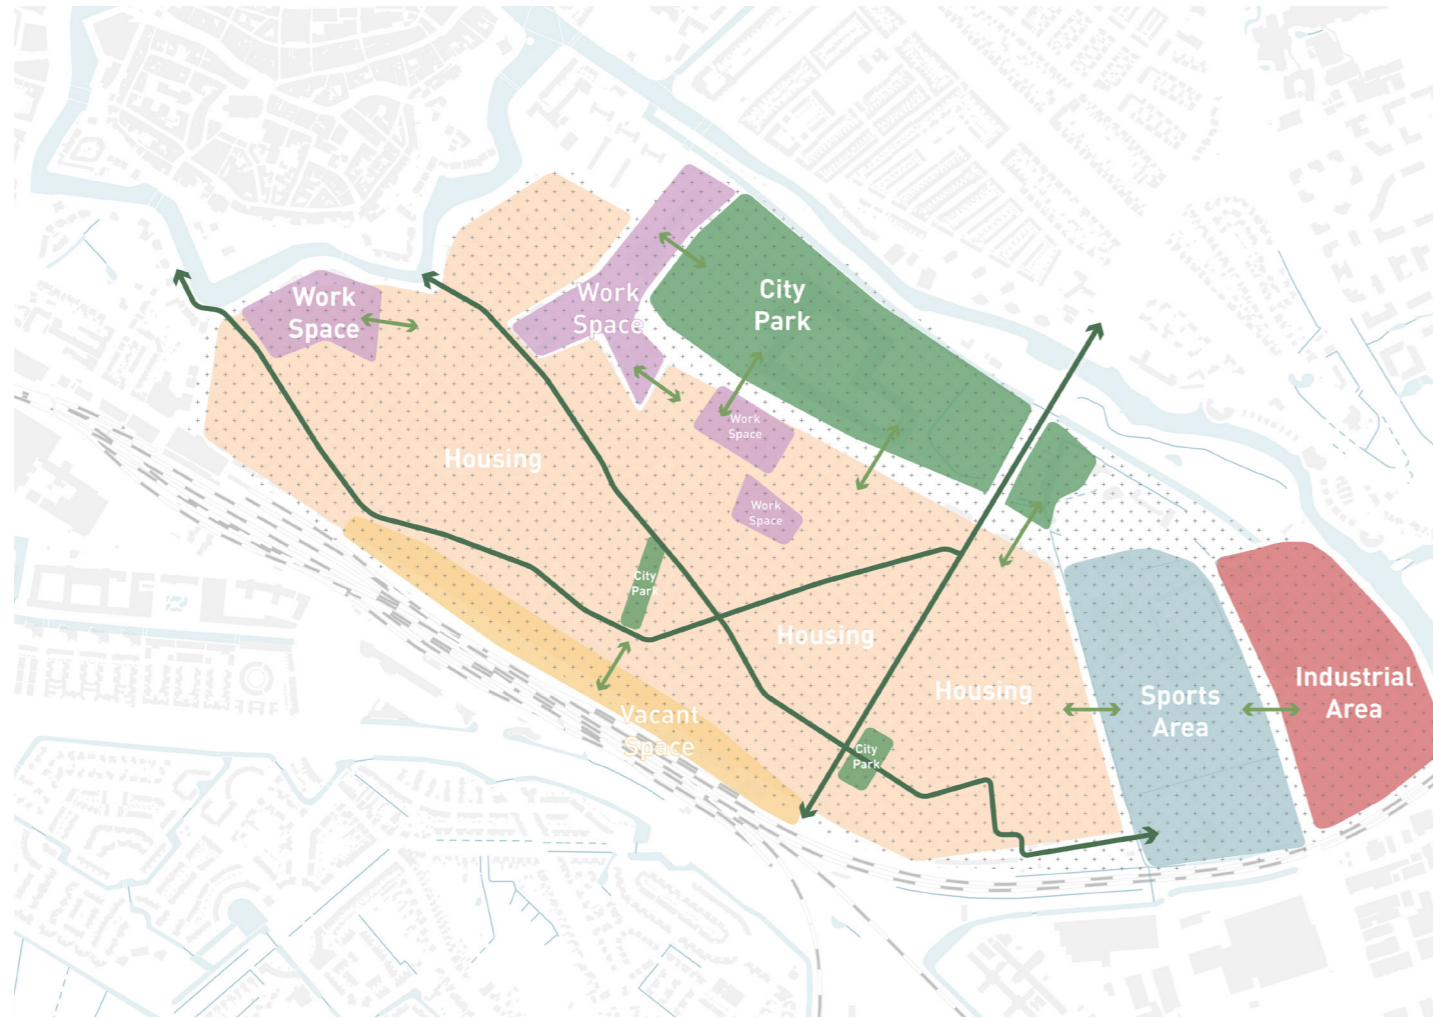 City
Park
Work
Space
Work
Space
Work
Space
Housing
Work
Space
City
Park
Housing
Housing
Sports
Area
Industrial
Area
Vacant
Space
City
Park